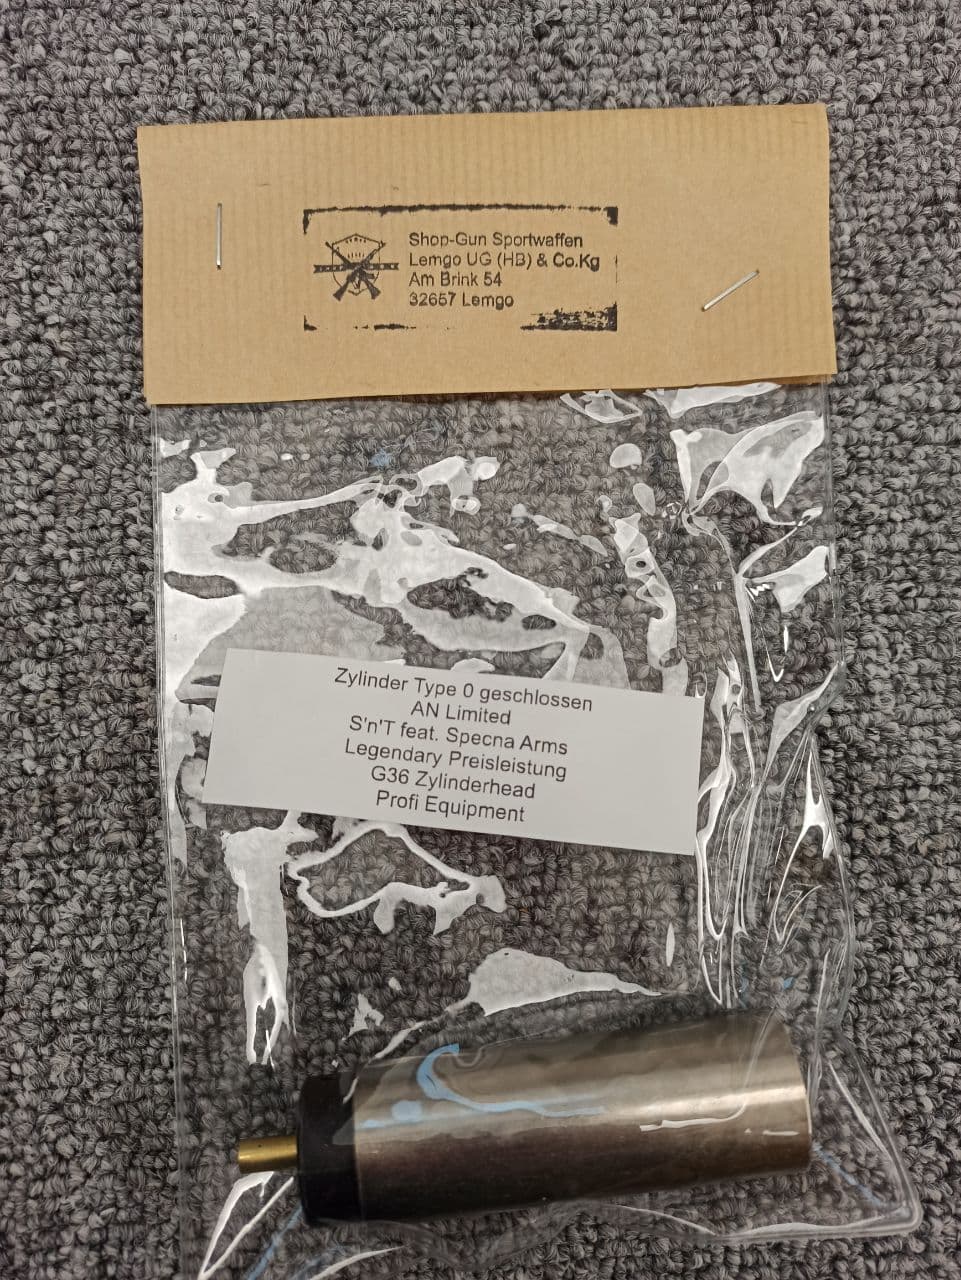 Shop-Gun Sportwaffen
Lemgo UG (HB) & Co.Kg
Am Brink 54
32657 Lemgo
Zylinder Type 0 geschlossen
AN Limited
S'n'T feat. Specna Arms
Legendary Preisleistung
G36 Zylinderhead
Profi Equipment